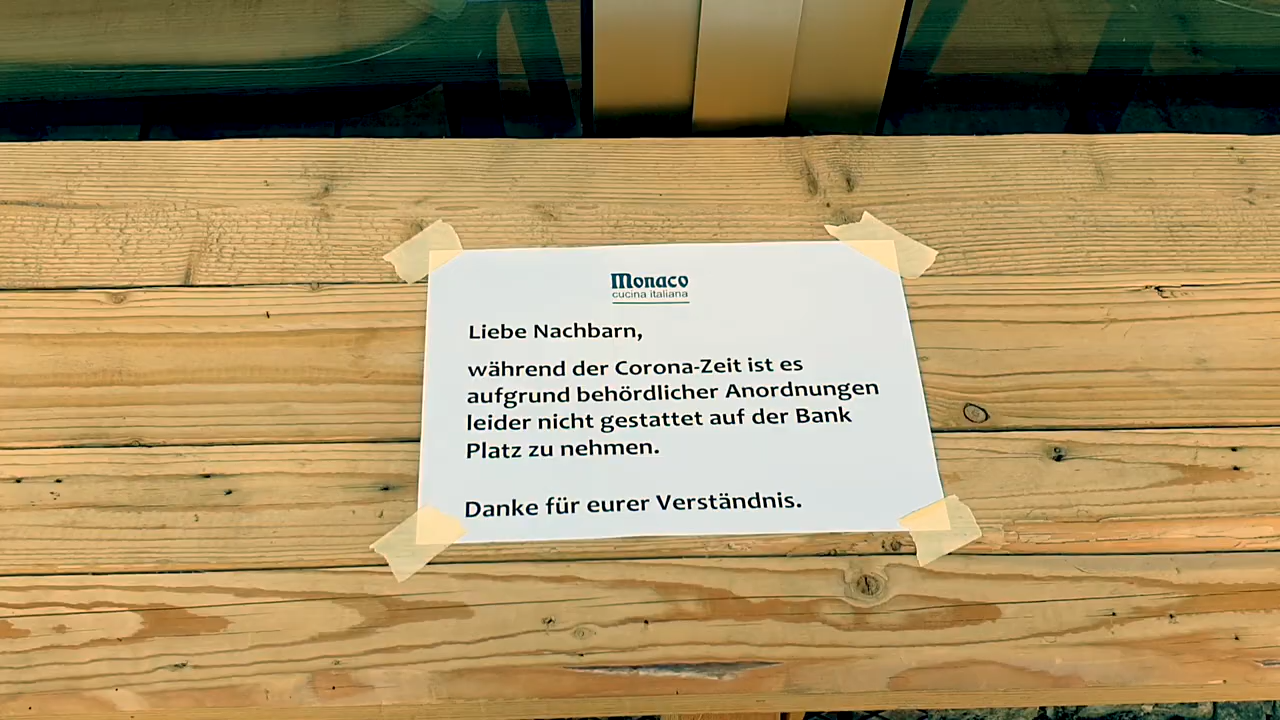 Monaco
cucina italiana
Liebe Nachbarn,
während der Corona-Zeit ist es
aufgrund behördlicher Anordnungen
leider nicht gestattet auf der Bank
Platz zu nehmen.
Danke für eurer Verständnis.